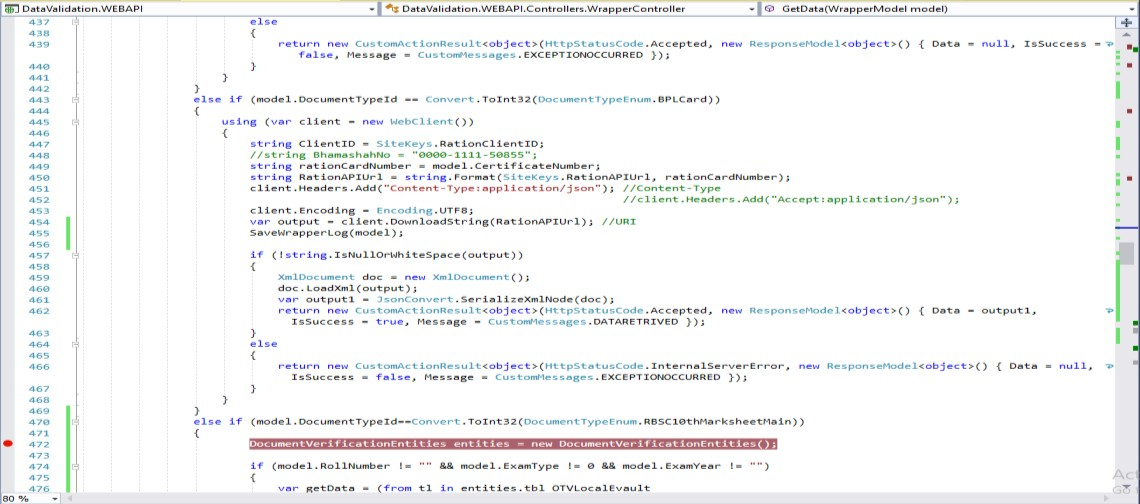 DataValidation.WEBAPI DataValidation.WEBAPI.Controllers.WrapperController GetData(WrapperModel model)
437 else
438 {
439 return new CustomActionResult<object>(HttpStatusCode.Accepted, new ResponseModel<object>() { Data = null, IsSuccess =
false, Message = CustomMessages.EXCEPTIONOCCURRED });
440 }
441 }
442 }
443 else if (model.DocumentTypeId == Convert.ToInt32(DocumentTypeEnum.BPLCard))
444 {
445 using (var client = new WebClient())
446 {
447 string ClientID = SiteKeys.RationClientID;
448 //string BhamashahNo = "0000-1111-50855";
449 string rationCardNumber = model.CertificateNumber;
450 string RationAPIUrl = string.Format(SiteKeys.RationAPIUrl, rationCardNumber);
451 client.Headers.Add("Content-Type:application/json"); //Content-Type
452 //client.Headers.Add("Accept:application/json");
453 client.Encoding = Encoding.UTF8;
454 var output = client.DownloadString(RationAPIUrl); //URI
455 SaveWrapperLog(model);
456
457 if (!string.IsNullOrWhiteSpace(output))
458 {
459 XmlDocument doc = new XmlDocument();
460 doc.LoadXml(output);
461 var output1 = JsonConvert.SerializeXmlNode(doc);
462 return new CustomActionResult<object>(HttpStatusCode.Accepted, new ResponseModel<object>() { Data = output1,
IsSuccess = true, Message = CustomMessages.DATARETRIVED });
463 }
464 else
465 {
466 return new CustomActionResult<object>(HttpStatusCode.InternalServerError, new ResponseModel<object>() { Data = null,
IsSuccess = false, Message = CustomMessages.EXCEPTIONOCCURRED });
467 }
468 }
469 }
470 else if (model.DocumentTypeId==Convert.ToInt32(DocumentTypeEnum.RBSC10thMarksheetMain))
471 {
472 DocumentVerificationEntities entities = new DocumentVerificationEntities();
473
474 if (model.RollNumber != "" && model.ExamType != 0 && model.ExamYear != "")
475 {
476 var getData = (from tl in entities.tbl_OTVLocalEvault
80 %